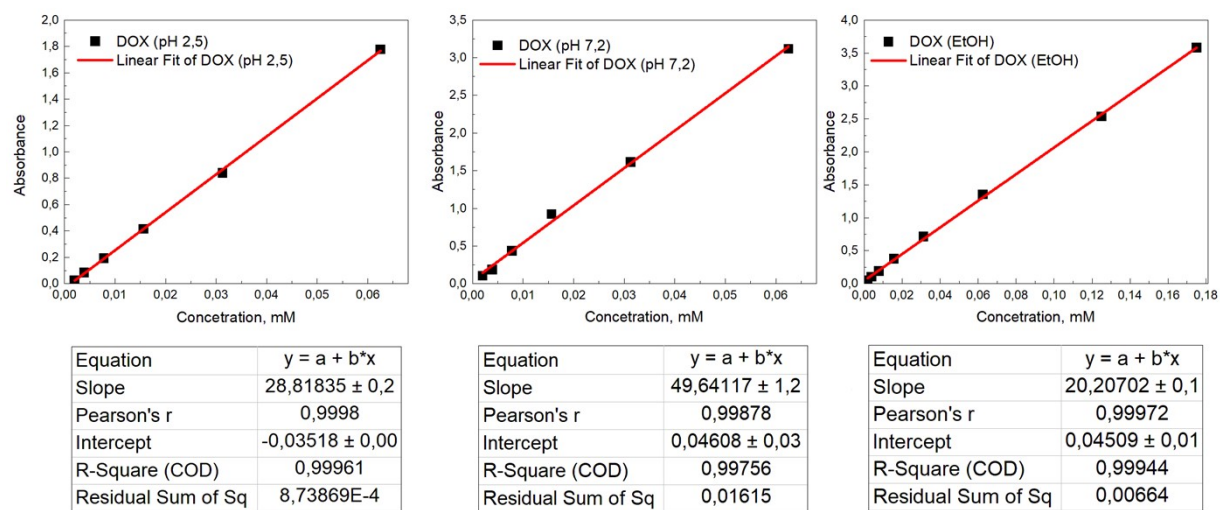 2,0
1,8
1,6
1,4
1,2
1,0
0,8
0,6
0,4
0,2
0,0
Absorbance
DOX (pH 2,5)
Linear Fit of DOX (pH 2,5)
0,00 0,01 0,02 0,03 0,04 0,05 0,06
Concetration, mM
3,5
3,0
2,5
2,0
1,5
1,0
0,5
0,0
Absorbance
DOX (pH 7,2)
Linear Fit of DOX (pH 7,2)
0,00 0,01 0,02 0,03 0,04 0,05 0,06
Concetration, mM
4,0
3,5
3,0
2,5
2,0
1,5
1,0
0,5
0,0
Absorbance
DOX (EtOH)
Linear Fit of DOX (EtOH)
0,00 0,02 0,04 0,06 0,08 0,10 0,12 0,14 0,16 0,18
Concetration, mM
Equation y = a + b*x
Slope 28,81835 ± 0,2
Pearson's r 0,9998
Intercept -0,03518 ± 0,00
R-Square (COD) 0,99961
Residual Sum of Sq 8,73869E-4
Equation y = a + b*x
Slope 49,64117 ± 1,2
Pearson's r 0,99878
Intercept 0,04608 ± 0,03
R-Square (COD) 0,99756
Residual Sum of Sq 0,01615
Equation y = a + b*x
Slope 20,20702 ± 0,1
Pearson's r 0,99972
Intercept 0,04509 ± 0,01
R-Square (COD) 0,99944
Residual Sum of Sq 0,00664